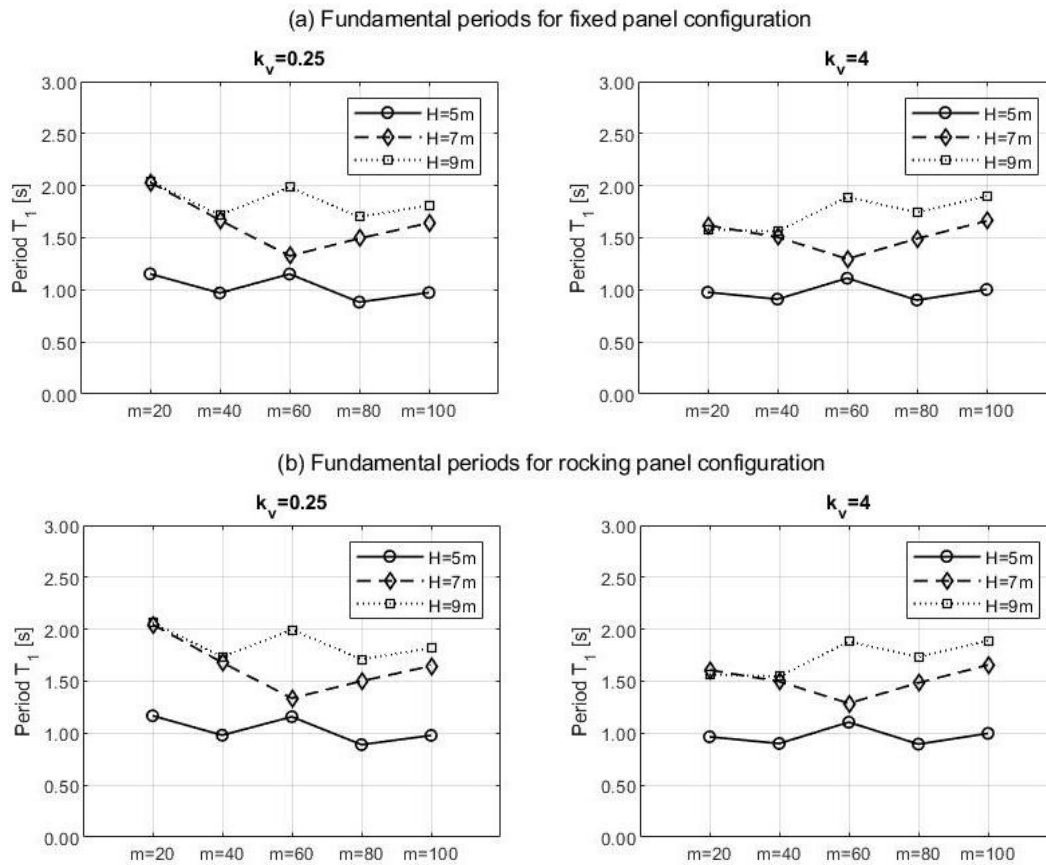 (a) Fundamental periods for fixed panel configuration
k_v=0.25
3.00
2.50
2.00
1.50
1.00
0.50
0.00
Period T_1 [s]
H=5m
H=7m
H=9m
m=20 m=40 m=60 m=80 m=100
k_v=4
3.00
2.50
2.00
1.50
1.00
0.50
0.00
Period T_1 [s]
H=5m
H=7m
H=9m
m=20 m=40 m=60 m=80 m=100
(b) Fundamental periods for rocking panel configuration
k_v=0.25
3.00
2.50
2.00
1.50
1.00
0.50
0.00
Period T_1 [s]
H=5m
H=7m
H=9m
m=20 m=40 m=60 m=80 m=100
k_v=4
3.00
2.50
2.00
1.50
1.00
0.50
0.00
Period T_1 [s]
H=5m
H=7m
H=9m
m=20 m=40 m=60 m=80 m=100